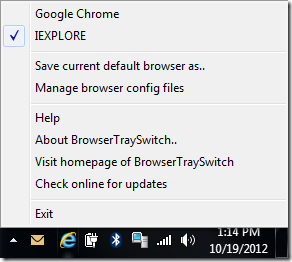 Google Chrome
IEXPLORE
Save current default browser as..
Manage browser config files
Help
About BrowserTraySwitch..
Visit homepage of BrowserTraySwitch
Check online for updates
Exit
1:14 PM
10/19/2012